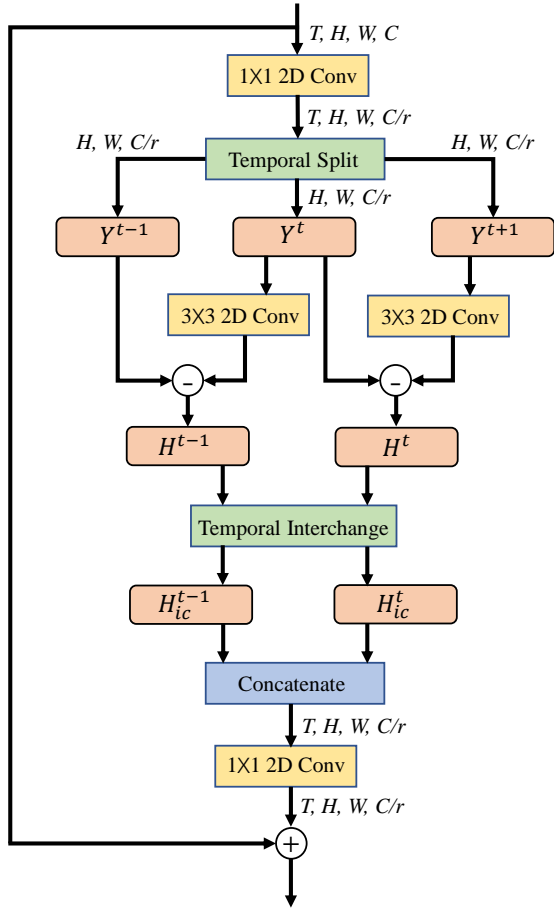 T, H, W, C
1X1 2D Conv
T, H, W, C/r
H, W, C/r
Temporal Split
H, W, C/r
H, W, C/r
Y^{t-1}
Y^{t}
Y^{t+1}
3X3 2D Conv
3X3 2D Conv
-
-
H^{t-1}
H^{t}
Temporal Interchange
H_{ic}^{t-1}
H_{ic}^{t}
Concatenate
T, H, W, C/r
1X1 2D Conv
T, H, W, C/r
+